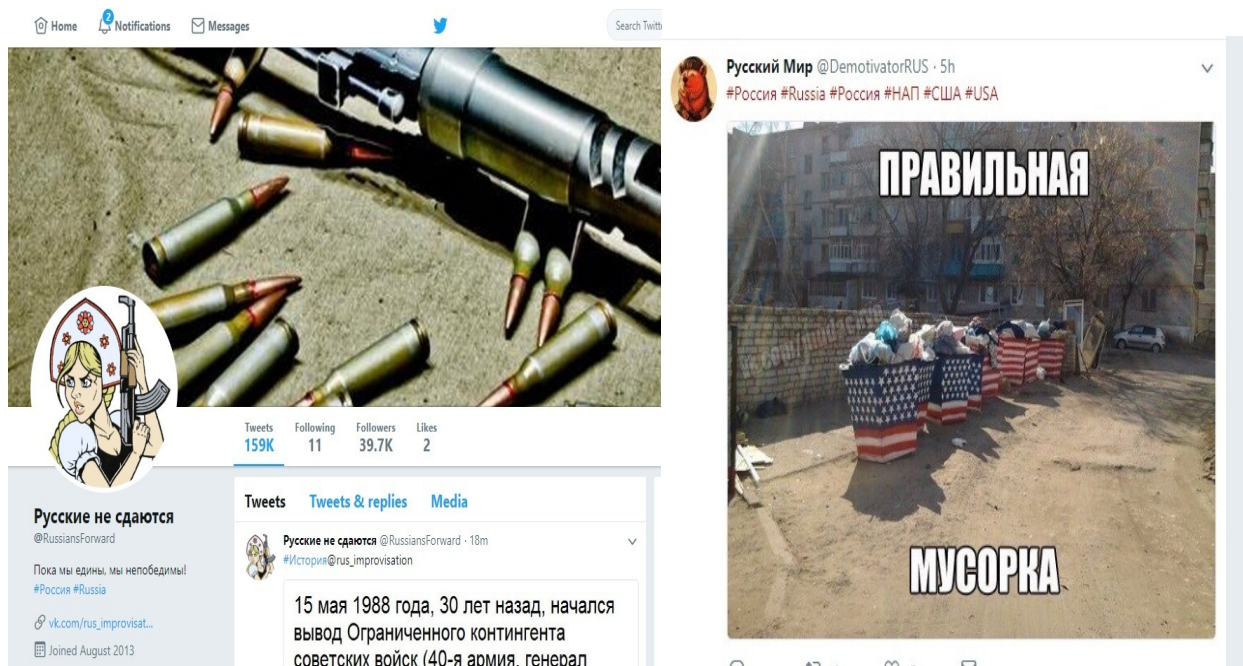 Home
2
Notifications
Messages
Search Twitt
Tweets
159K
Following
11
Followers
39.7K
Likes
2
Русские не сдаются
@RussiansForward
Пока мы едины, мы непобедимы!
#Россия #Russia
vk.com/rus_improvisat...
Joined August 2013
Tweets
Tweets & replies
Media
Русские не сдаются @RussiansForward · 18m
#История@rus_improvisation
15 мая 1988 года, 30 лет назад, начался
вывод Ограниченного контингента
советских войск (40-я армия, генерал
Русский Мир @DemotivatorRUS · 5h
#Россия #Russia #Россия #НАП #США #USA
ПРАВИЛЬНАЯ
МУСОРКА